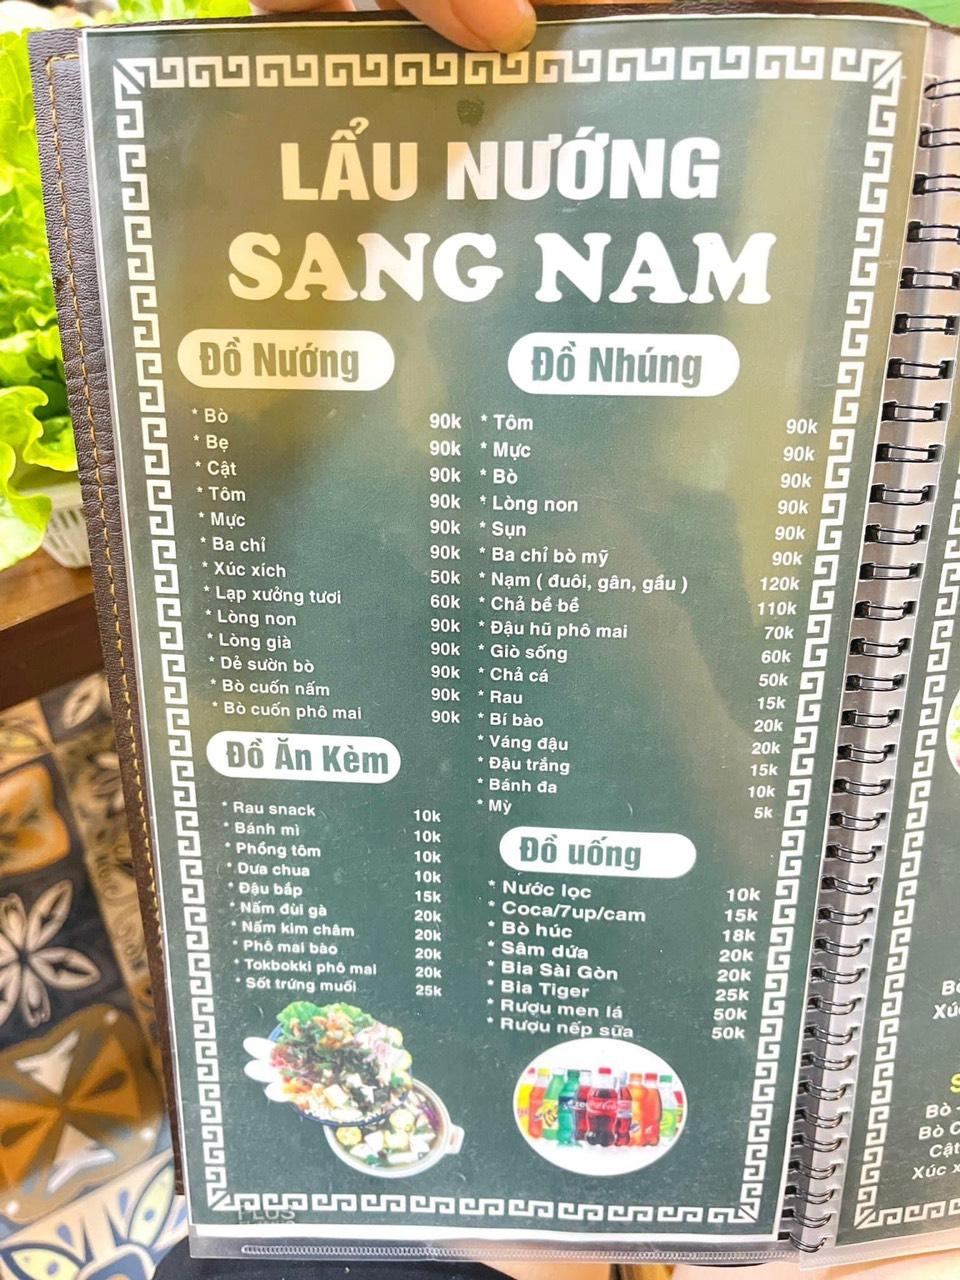 LẨU NƯỚNG
SANG NAM
Đồ Nướng
* Bò 90k
* Bẹ 90k
* Cật 90k
* Tôm 90k
* Mực 90k
* Ba chỉ 90k
* Xúc xích 50k
* Lạp xưởng tươi 60k
* Lòng non 90k
* Lòng già 90k
* Dẻ sườn bò 90k
* Bò cuốn nấm 90k
* Bò cuốn phô mai 90k
Đồ Ăn Kèm
* Rau snack 10k
* Bánh mì 10k
* Phồng tôm 10k
* Dưa chua 10k
* Đậu bắp 15k
* Nấm đùi gà 20k
* Nấm kim châm 20k
* Phô mai bào 20k
* Tokbokki phô mai 20k
* Sốt trứng muối 25k
Đồ Nhúng
* Tôm 90k
* Mực 90k
* Bò 90k
* Lòng non 90k
* Sụn 90k
* Ba chỉ bò mỹ 90k
* Nạm ( đuôi, gân, gầu ) 120k
* Chả bề bề 110k
* Đậu hũ phô mai 70k
* Giò sống 60k
* Chả cá 50k
* Rau 15k
* Bí bào 20k
* Váng đậu 20k
* Đậu trắng 15k
* Bánh đa 10k
* Mỳ 5k
Đồ uống
* Nước lọc 10k
* Coca/7up/cam 15k
* Bò húc 18k
* Sâm dứa 20k
* Bia Sài Gòn 20k
* Bia Tiger 25k
* Rượu men lá 50k
* Rượu nếp sữa 50k
PLUS
Bò
Cật
Xúc x